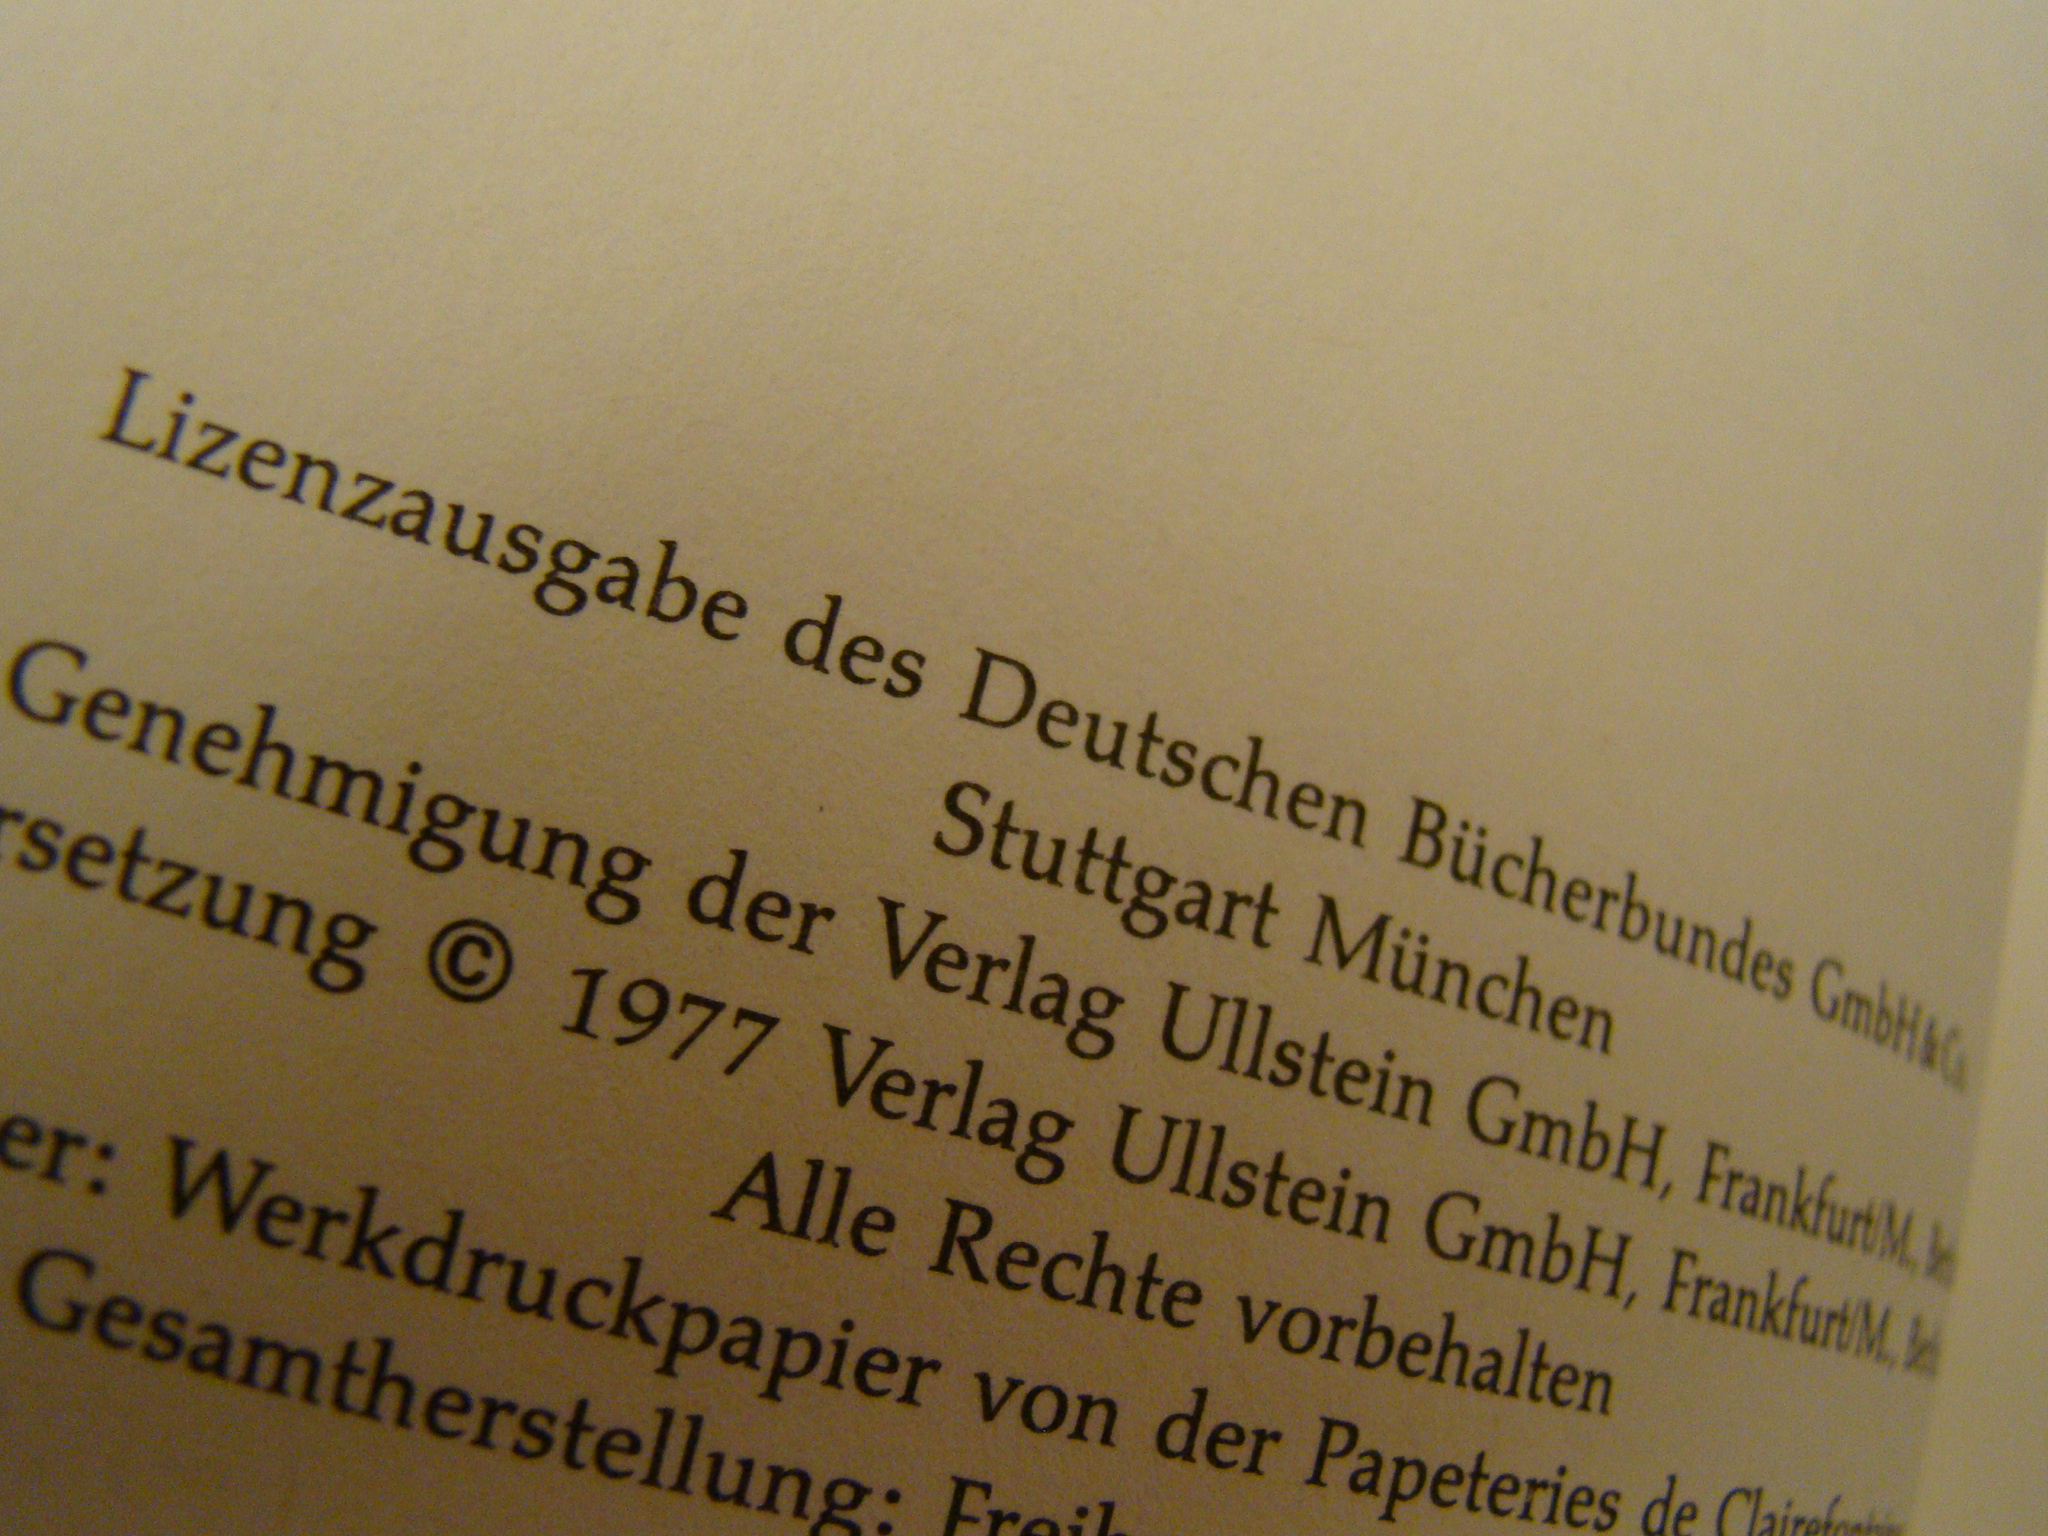 Lizenzausgabe des Deutschen Bücherbundes GmbH & Co.
Stuttgart München
Genehmigung der Verlag Ullstein GmbH, Frankfurt/M.,
rsetzung © 1977 Verlag Ullstein GmbH, Frankfurt/M.,
Alle Rechte vorbehalten
er: Werkdruckpapier von der Papeteries de
Gesamtherstellung: